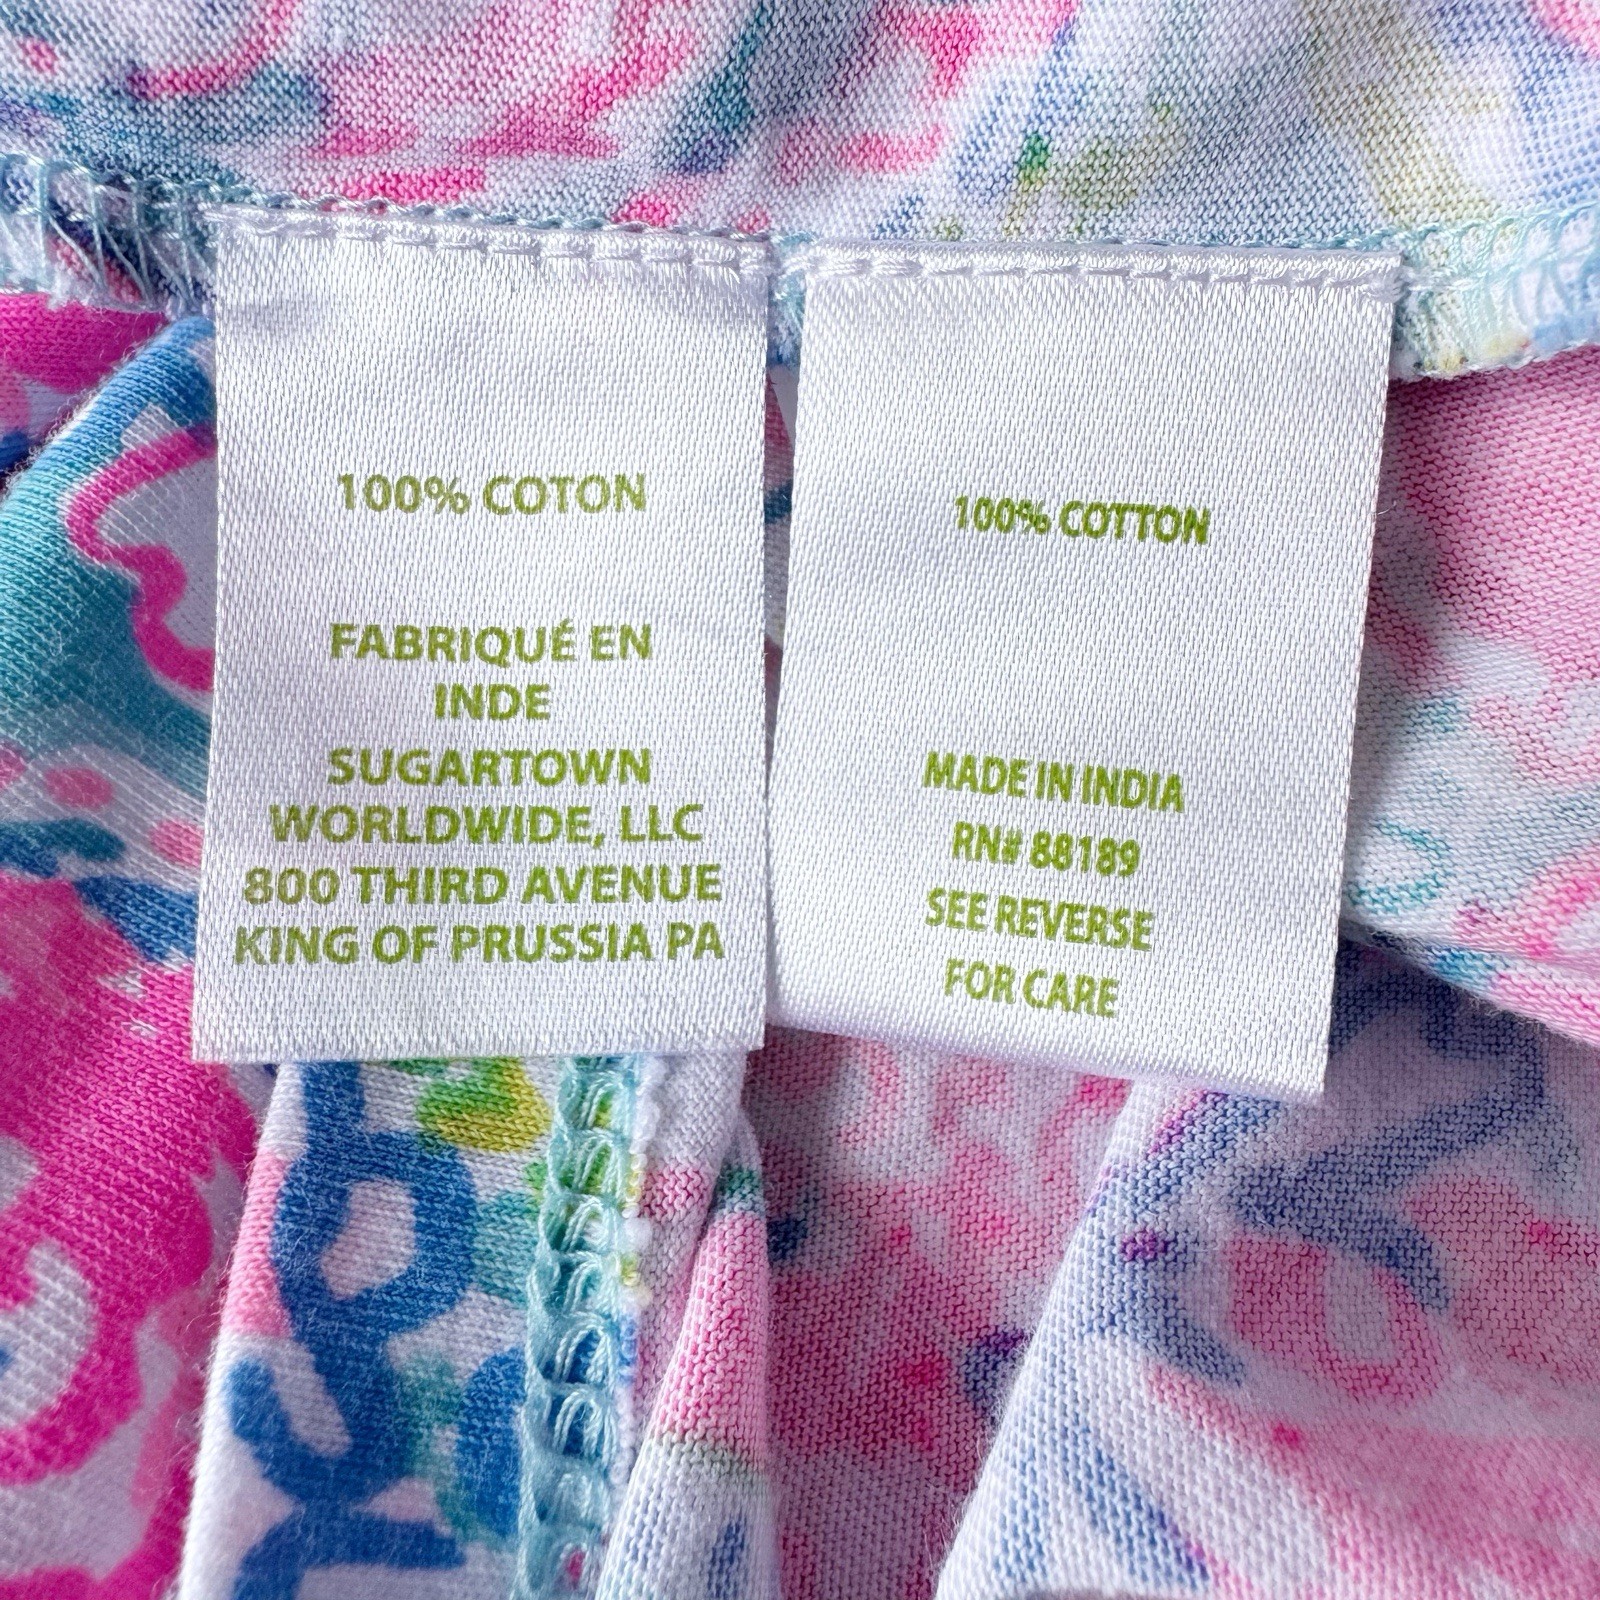 100% COTON
FABRIQUÉ EN
INDE
SUGARTOWN
WORLDWIDE, LLC
800 THIRD AVENUE
KING OF PRUSSIA PA
100% COTTON
MADE IN INDIA
RN# 88189
SEE REVERSE
FOR CARE